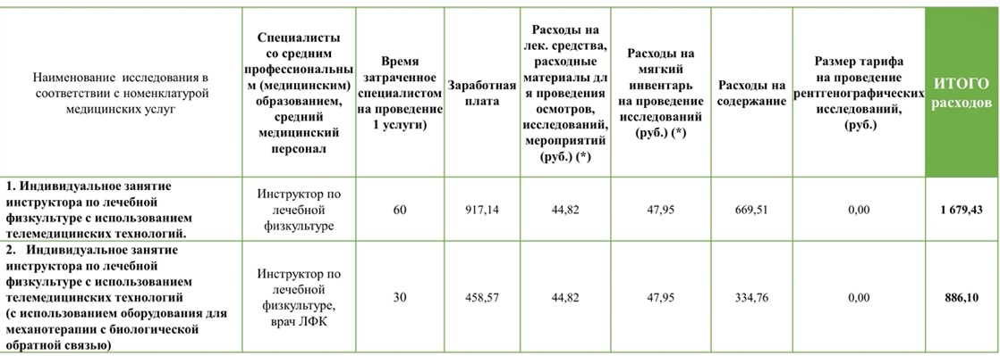 Наименование исследования в
соответствии с номенклатурой
медицинских услуг
Специалисты
со средним
профессиональны
м (медицинским)
образованием,
средний
медицинский
персонал
Время
затраченное
специалистом
на проведение
1 услуги)
Заработная
плата
Расходы на
лек. средства,
расходные
материалы дл
я проведения
осмотров,
исследований,
мероприятий
(руб.) (*)
Расходы на
мягкий
инвентарь
на проведение
исследований
(руб.) (*)
Расходы на
содержание
Размер тарифа
на проведение
рентгенографических
исследований,
(руб.)
ИТОГО
расходов
1. Индивидуальное занятие
инструктора по лечебной
физкультуре с использованием
телемедицинских технологий.
Инструктор по
лечебной
физкультуре
60
917,14
44,82
47,95
669,51
0,00
1 679,43
2. Индивидуальное занятие
инструктора по лечебной
физкультуре с использованием
телемедицинских технологий
(с использованием оборудования для
механотерапии с биологической
обратной связью)
Инструктор по
лечебной
физкультуре,
врач ЛФК
30
458,57
44,82
47,95
334,76
0,00
886,10